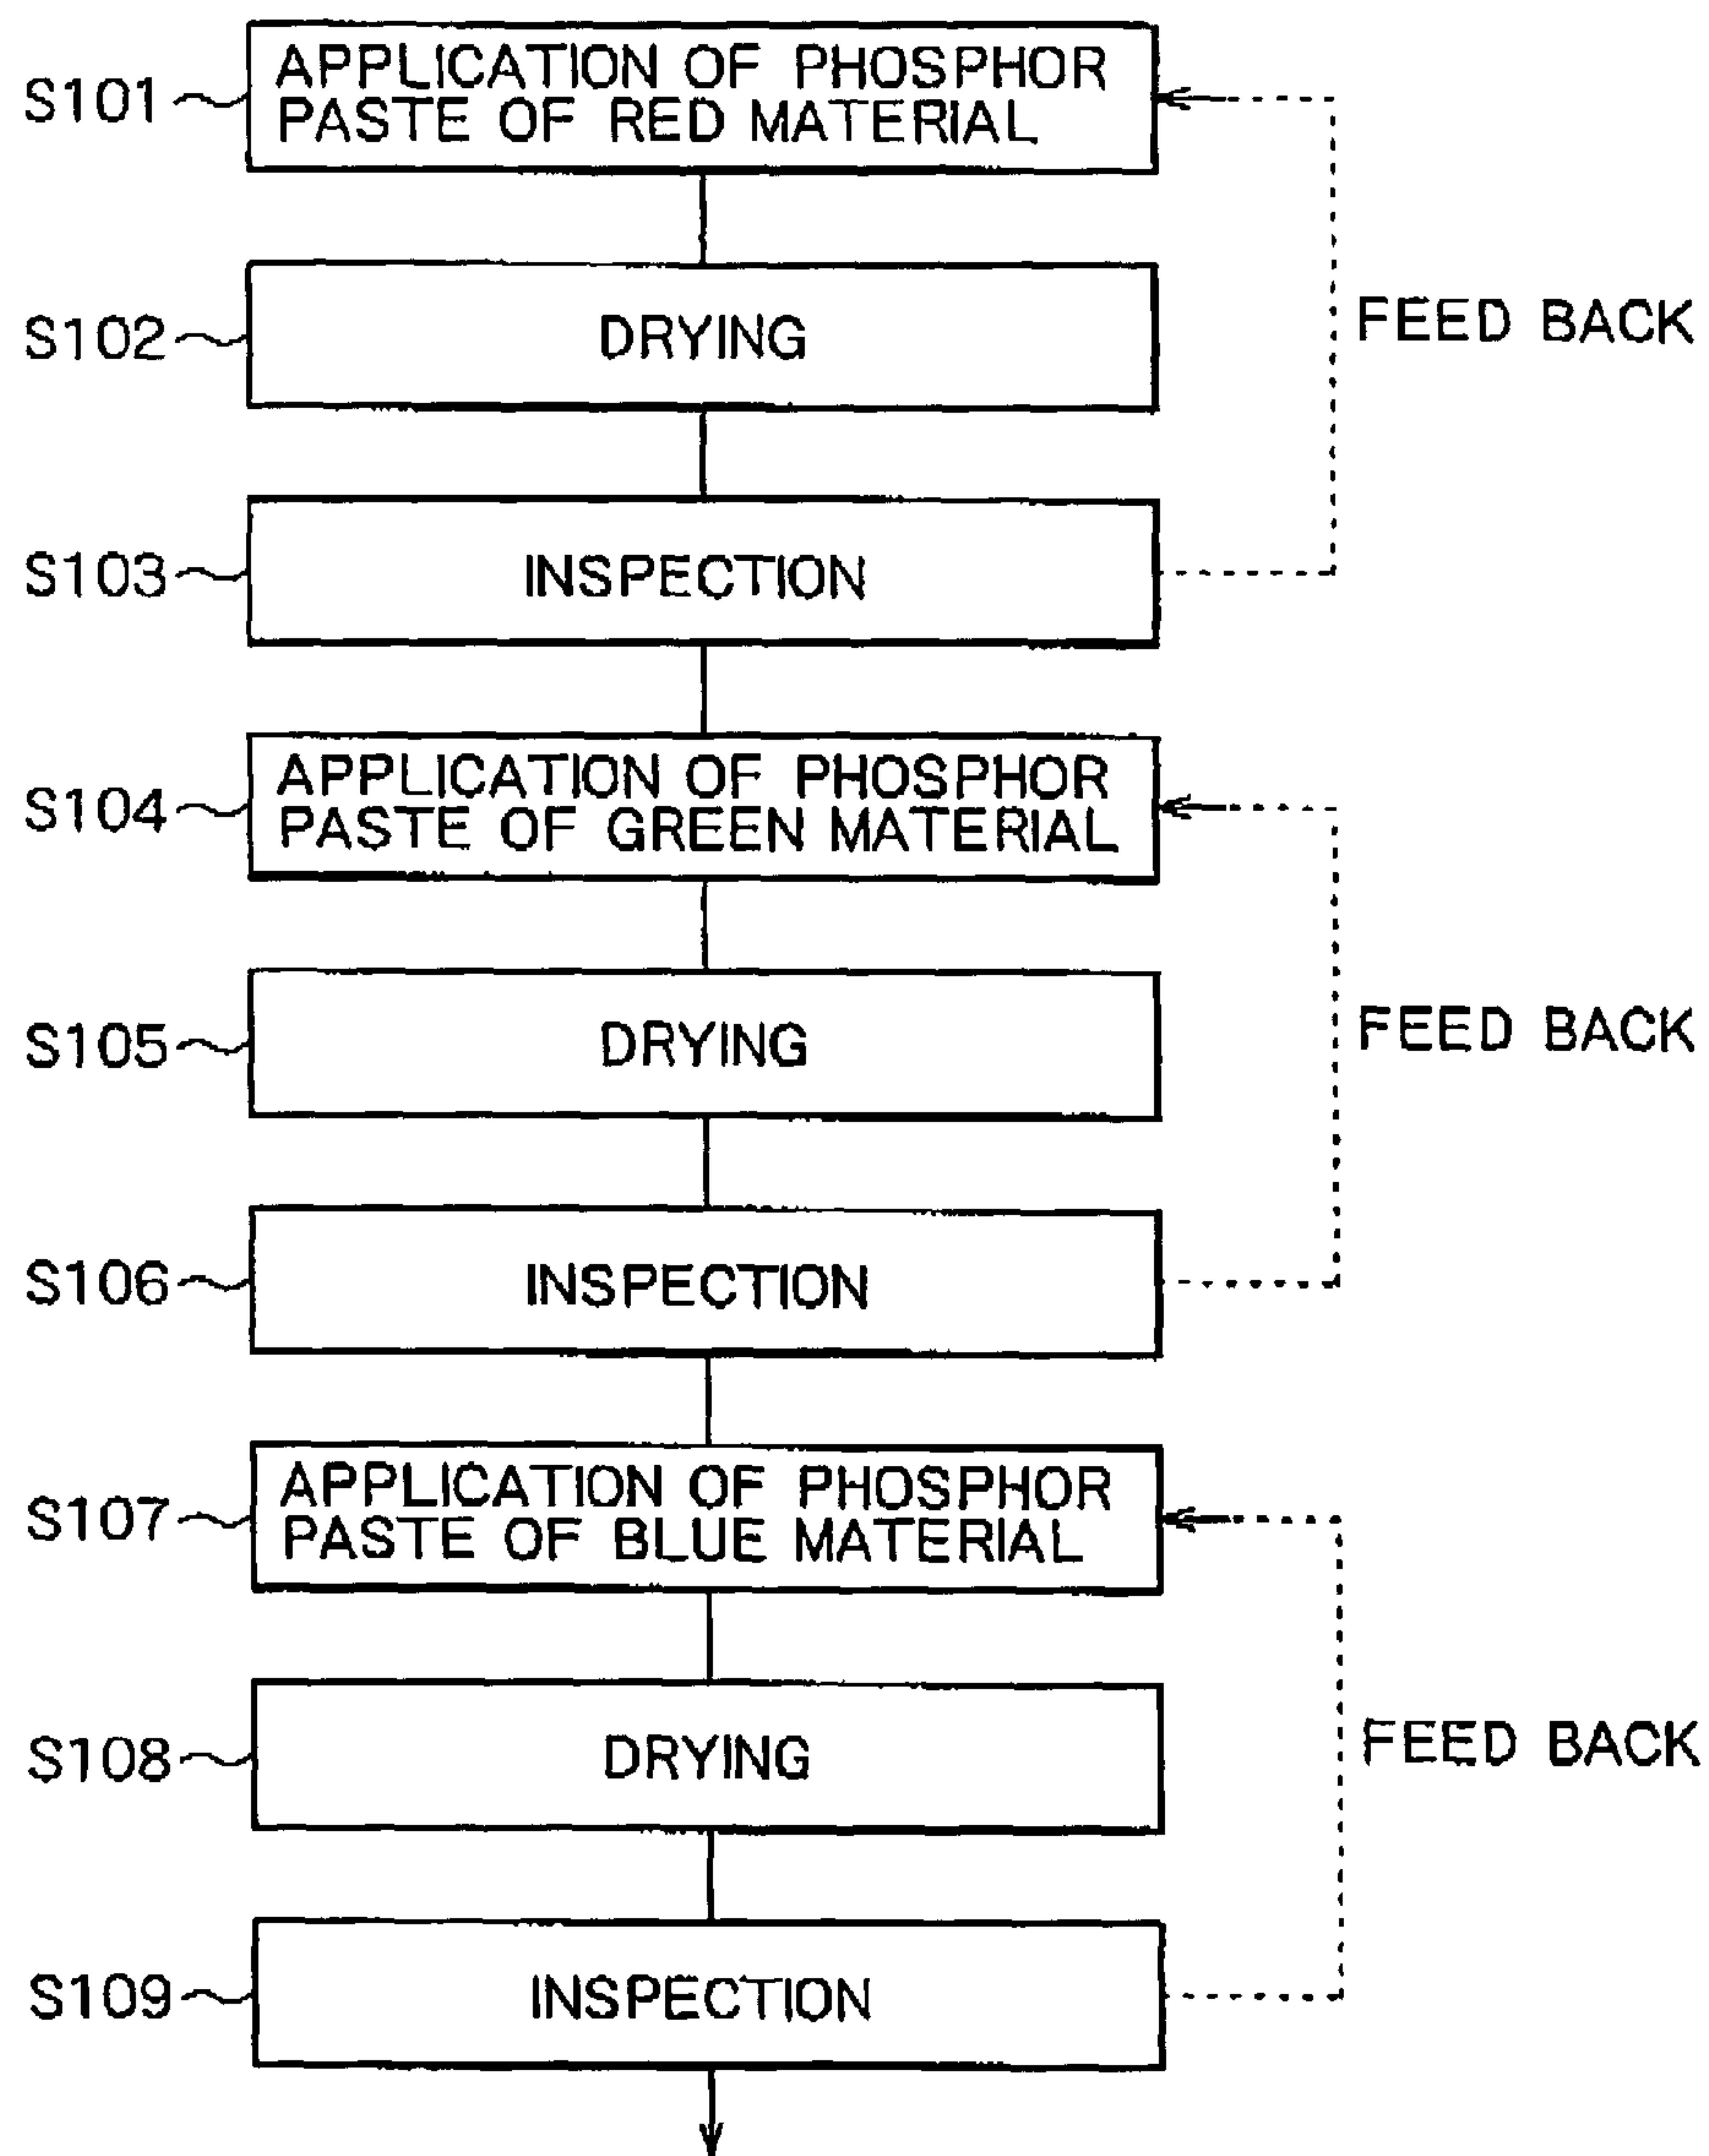 S101
APPLICATION OF PHOSPHOR
PASTE OF RED MATERIAL
S102
DRYING
FEED BACK
S103
INSPECTION
S104
APPLICATION OF PHOSPHOR
PASTE OF GREEN MATERIAL
S105
DRYING
FEED BACK
S106
INSPECTION
S107
APPLICATION OF PHOSPHOR
PASTE OF BLUE MATERIAL
S108
DRYING
FEED BACK
S109
INSPECTION